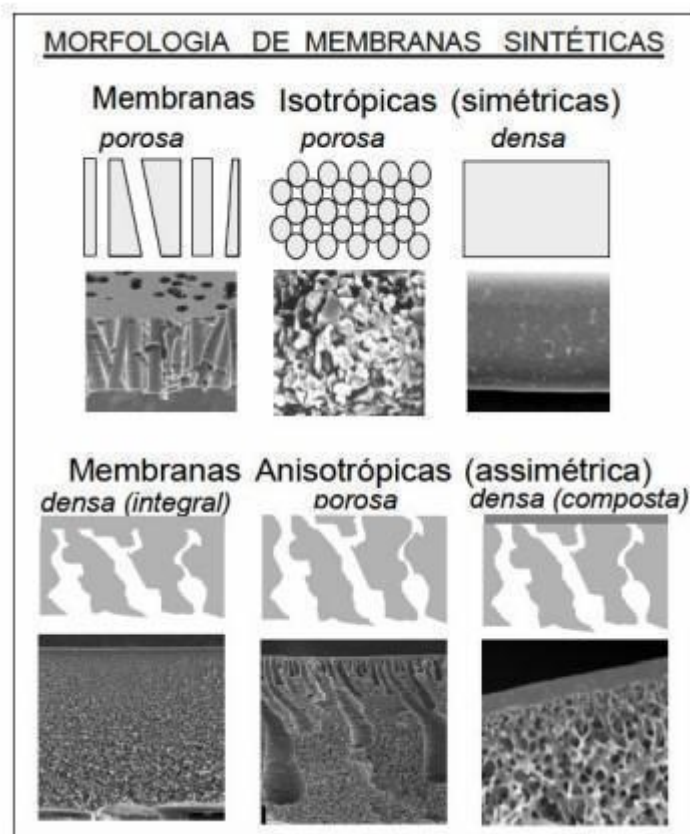 MORFOLOGIA DE MEMBRANAS SINTÉTICAS
Membranas Isotrópicas (simétricas)
porosa porosa densa
Membranas Anisotrópicas (assimétrica)
densa (integral) porosa densa (composta)